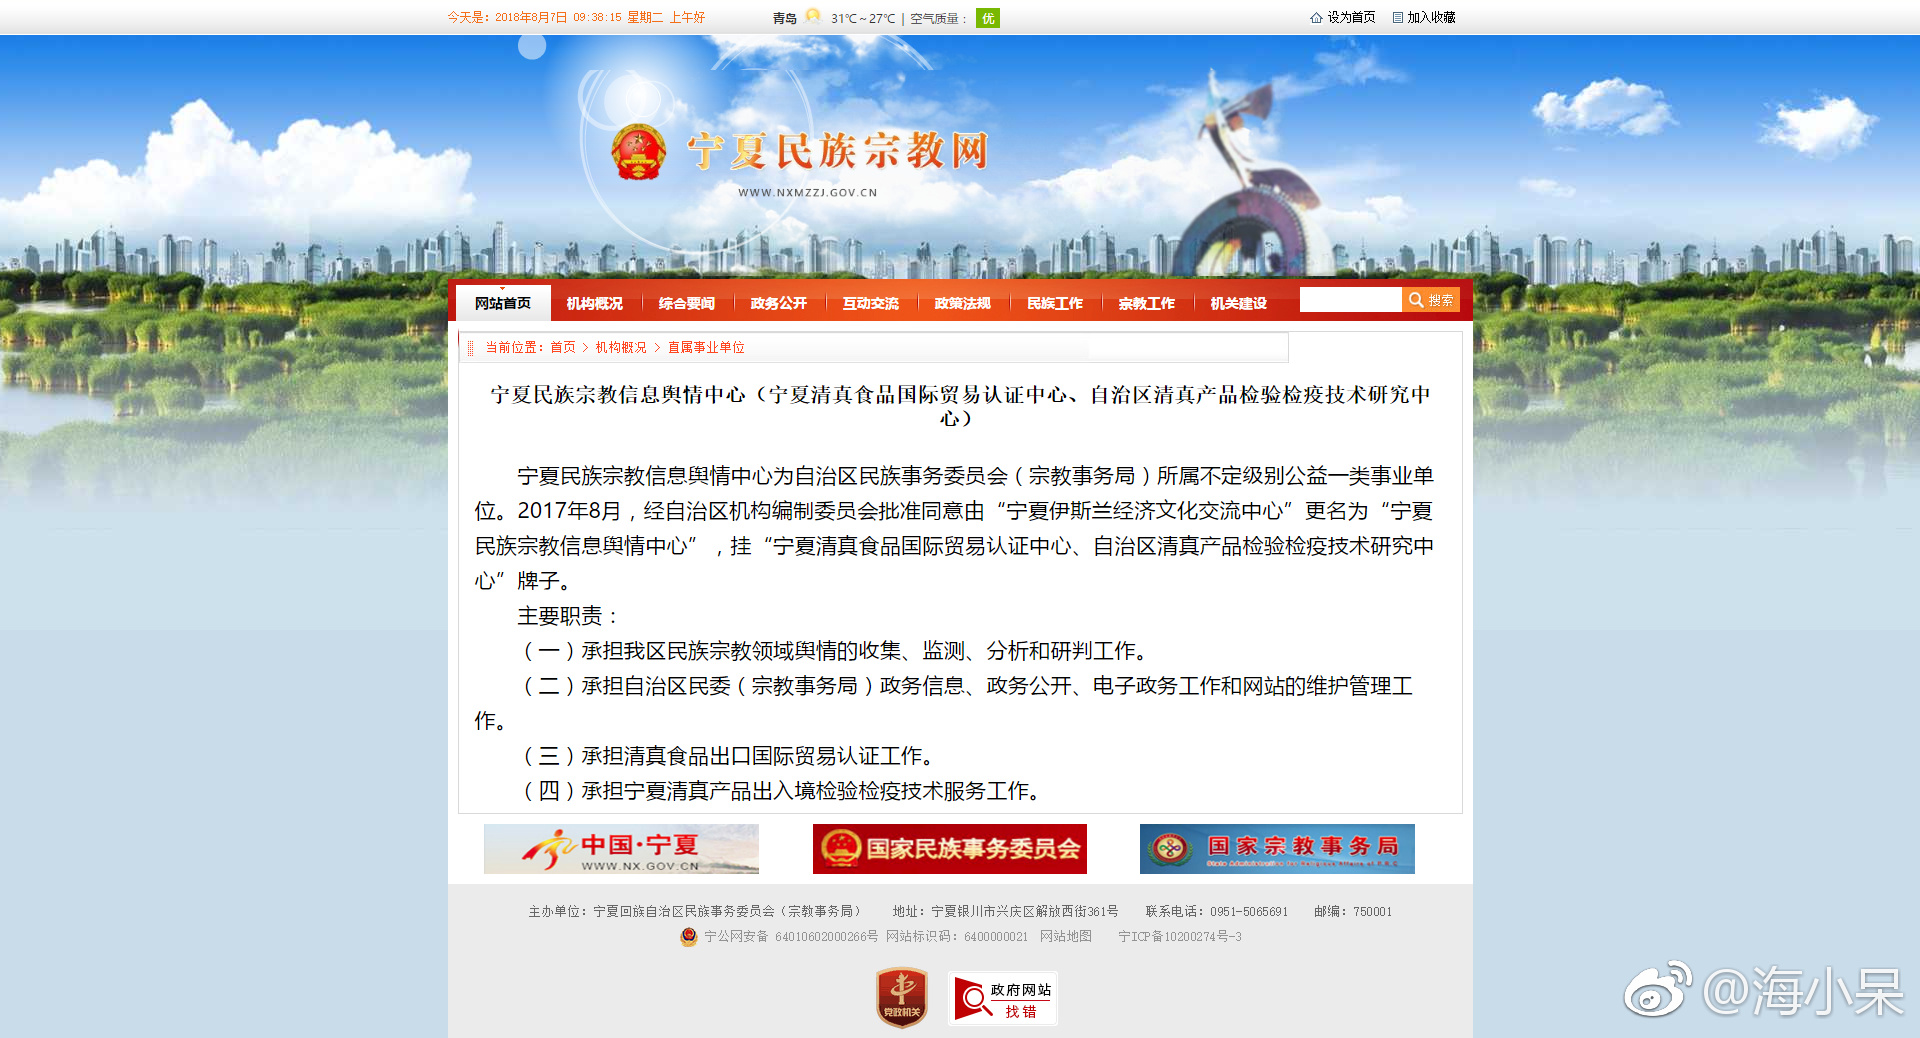 今天是：2018年8月7日 09:38:15 星期二 上午好
青岛 31℃～27℃ | 空气质量： 优
设为首页 加入收藏
宁夏民族宗教网
WWW.NXMZZJ.GOV.CN
网站首页 机构概况 综合要闻 政务公开 互动交流 政策法规 民族工作 宗教工作 机关建设 搜索
当前位置：首页 > 机构概况 > 直属事业单位
宁夏民族宗教信息舆情中心（宁夏清真食品国际贸易认证中心、自治区清真产品检验检疫技术研究中
心）
宁夏民族宗教信息舆情中心为自治区民族事务委员会（宗教事务局）所属不定级别公益一类事业单
位。2017年8月，经自治区机构编制委员会批准同意由“宁夏伊斯兰经济文化交流中心”更名为“宁夏
民族宗教信息舆情中心”，挂“宁夏清真食品国际贸易认证中心、自治区清真产品检验检疫技术研究中
心”牌子。
主要职责：
（一）承担我区民族宗教领域舆情的收集、监测、分析和研判工作。
（二）承担自治区民委（宗教事务局）政务信息、政务公开、电子政务工作和网站的维护管理工
作。
（三）承担清真食品出口国际贸易认证工作。
（四）承担宁夏清真产品出入境检验检疫技术服务工作。
中国·宁夏
WWW.NX.GOV.CN
国家民族事务委员会
国家宗教事务局
State Administration for Religious Affairs of P.R.C
主办单位：宁夏回族自治区民族事务委员会（宗教事务局） 地址：宁夏银川市兴庆区解放西街361号 联系电话：0951-5065691 邮编：750001
宁公网安备 64010602000266号 网站标识码：6400000021 网站地图 宁ICP备10200274号-3
党政机关
政府网站
找错
@海小呆